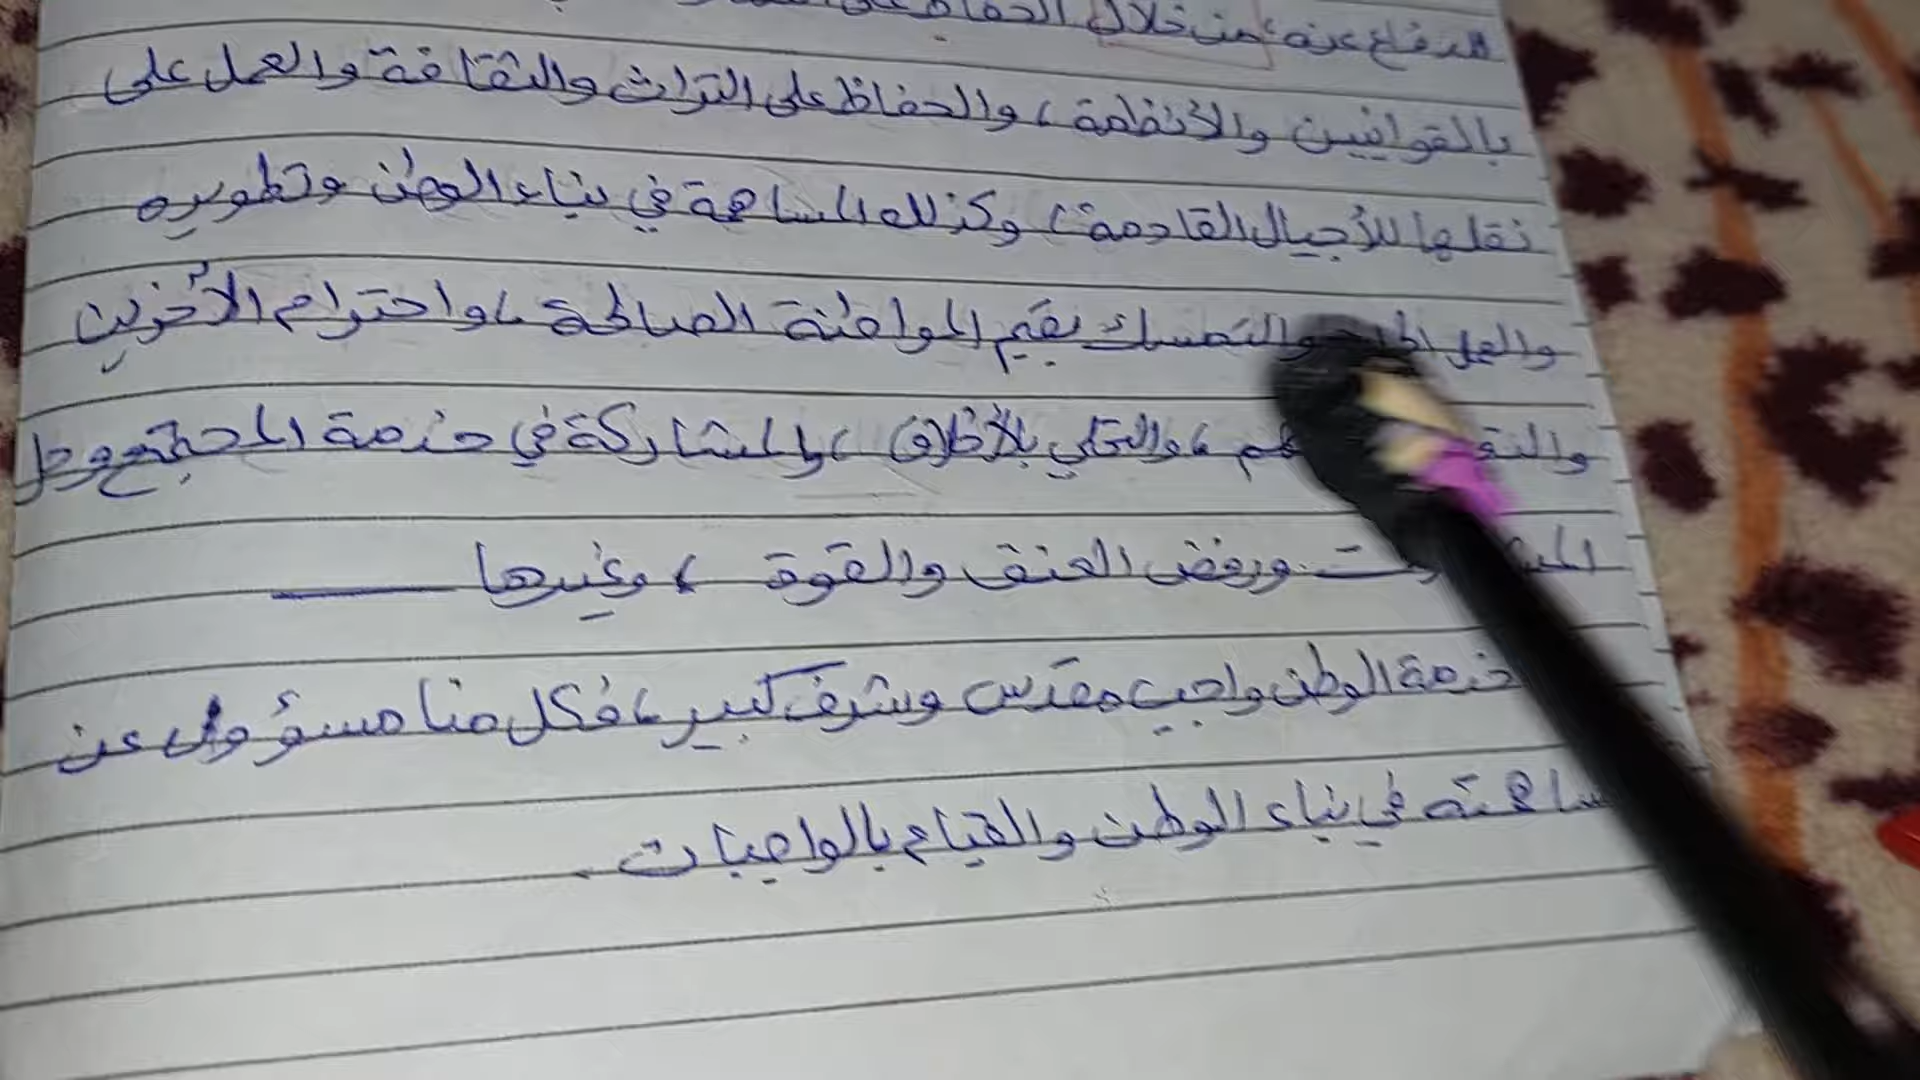 الدفاع عنه، من خلال الحفاظ على
بالقوانين والأنظمة، والحفاظ على التراث والثقافة والعمل على
نقلها للأجيال القادمة، وكذلك المساهمة في بناء الوطن وتطويره
والعمل والتمسك بقيم المواطنة الصالحة، واحترام الآخرين
والتحلي بالأخلاق، والمشاركة في خدمة المجتمع وحل
ورفض العنف والقوة، وغيرها
خدمة الوطن واجب مقدس وشرف كبير، فكل منا مسؤول عن
في بناء الوطن والقيام بالواجبات.